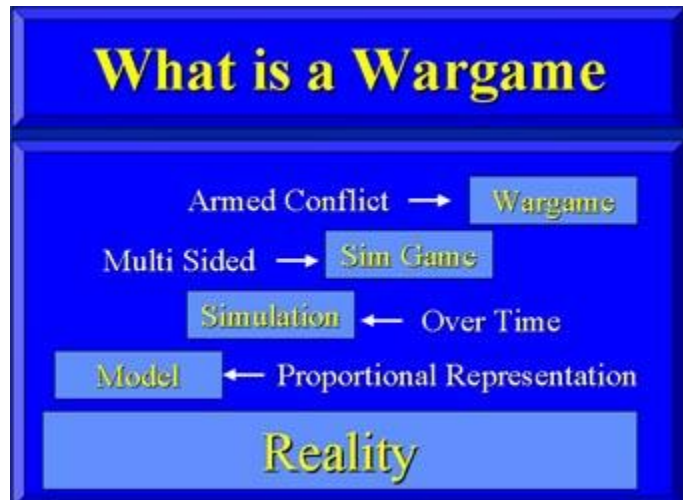 What is a Wargame
Armed Conflict → Wargame
Multi Sided → Sim Game
Simulation ← Over Time
Model ← Proportional Representation
Reality